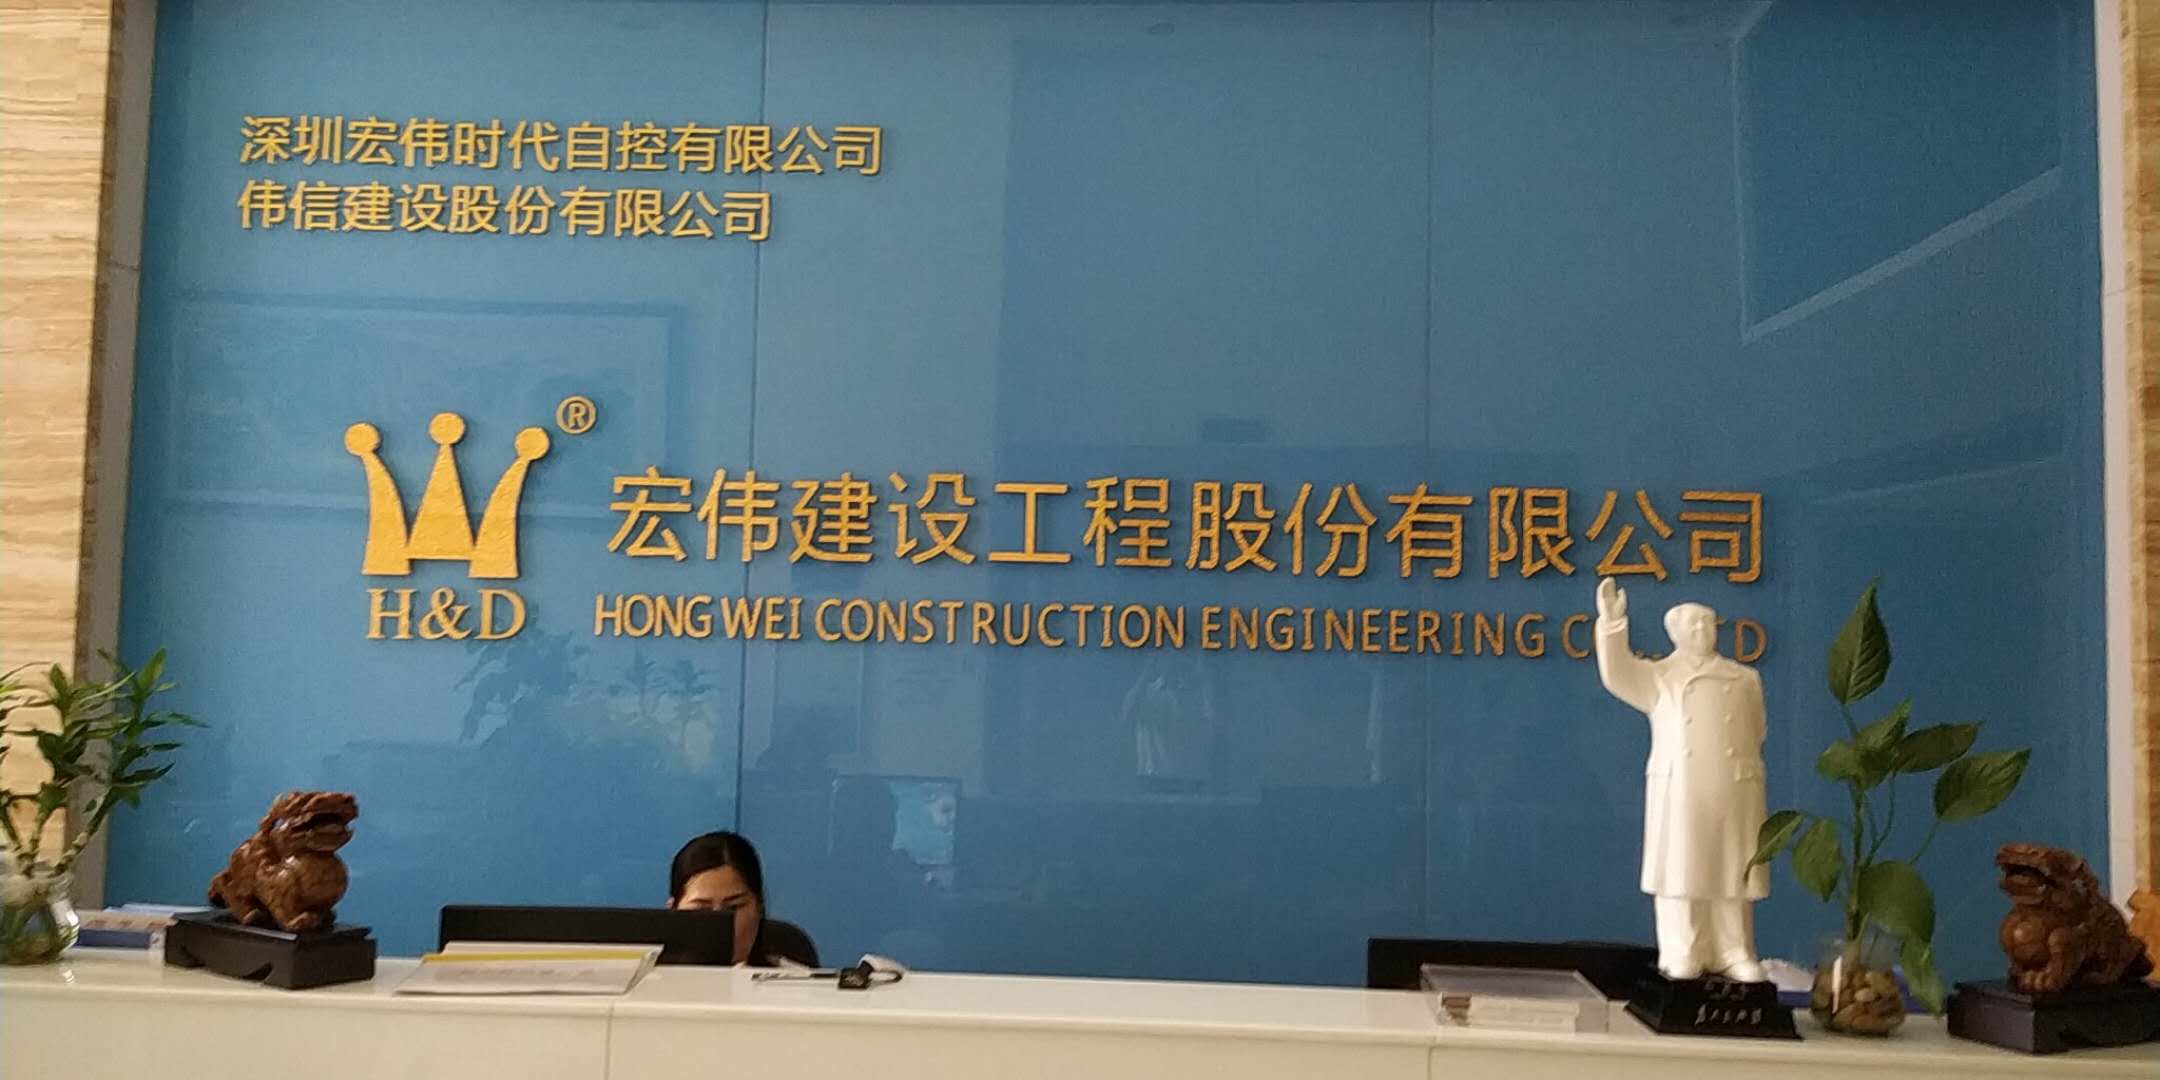 深圳宏伟时代自控有限公司
伟信建设股份有限公司
®
宏伟建设工程股份有限公司
H&D
HONG WEI CONSTRUCTION ENGINEERING